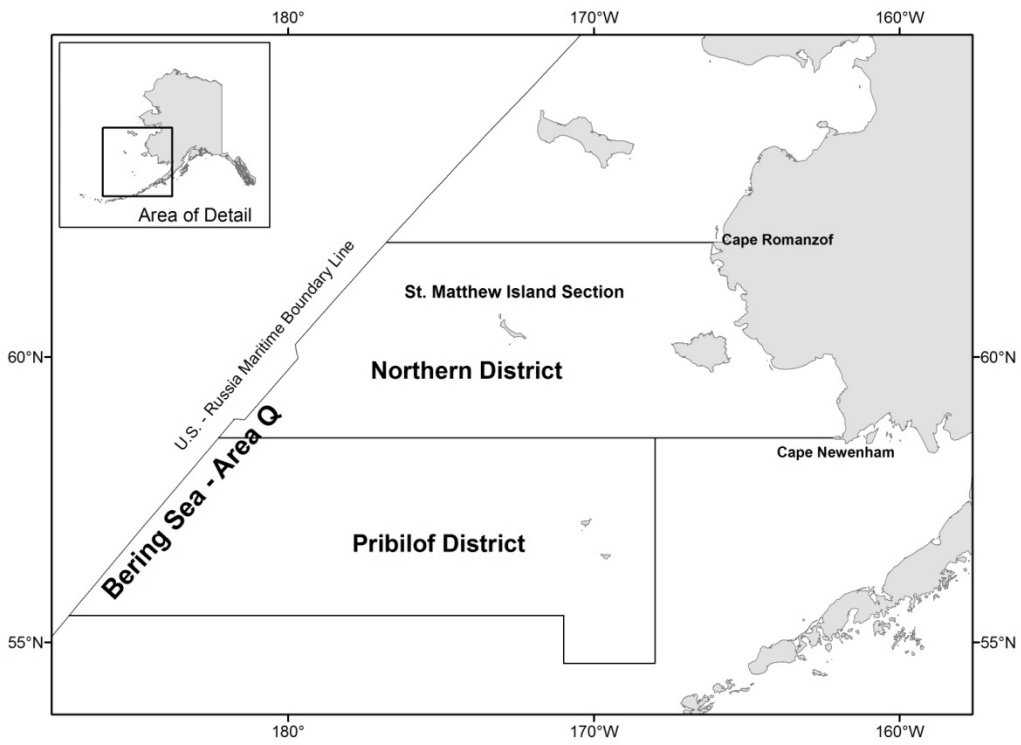 180°
170°W
160°W
Area of Detail
Cape Romanzof
U.S. - Russia Maritime Boundary Line
St. Matthew Island Section
60°N
60°N
Northern District
Bering Sea - Area Q
Cape Newenham
Pribilof District
55°N
55°N
180°
170°W
160°W